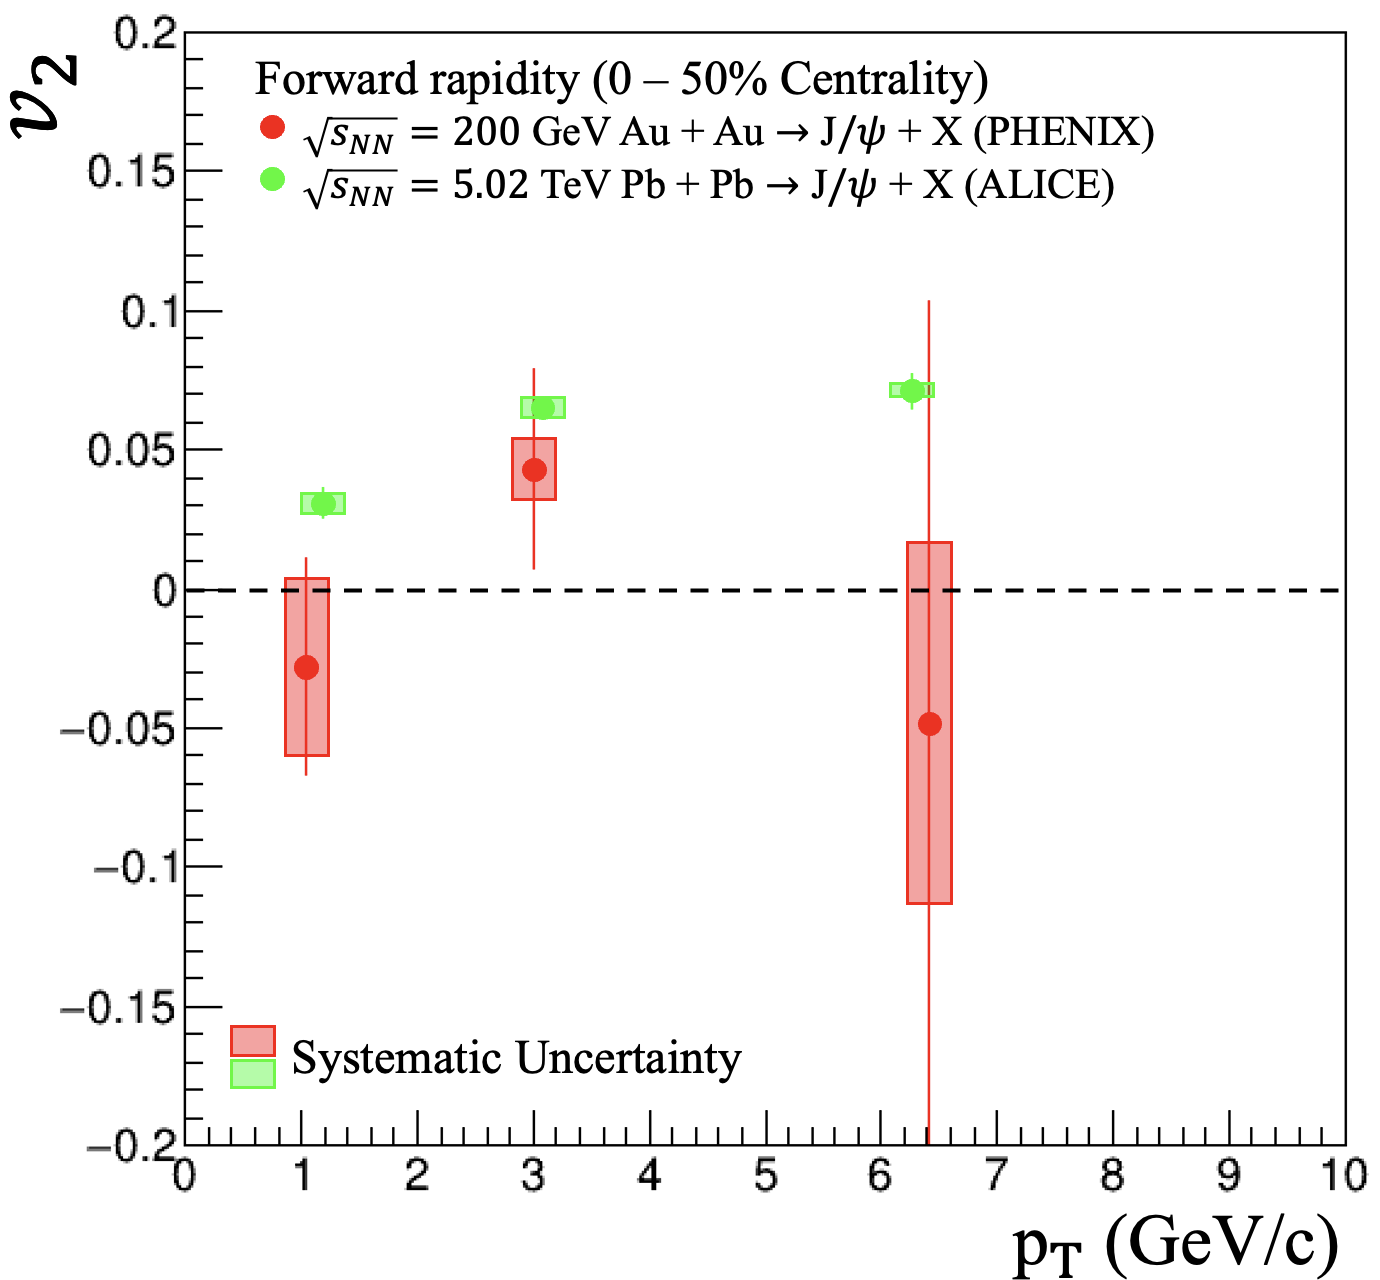 v₂
0.2
Forward rapidity (0 – 50% Centrality)
√s_NN = 200 GeV Au + Au → J/ψ + X (PHENIX)
√s_NN = 5.02 TeV Pb + Pb → J/ψ + X (ALICE)
0.15
0.1
0.05
0
−0.05
−0.1
−0.15
Systematic Uncertainty
−0.2
0 1 2 3 4 5 6 7 8 9 10
p_T (GeV/c)